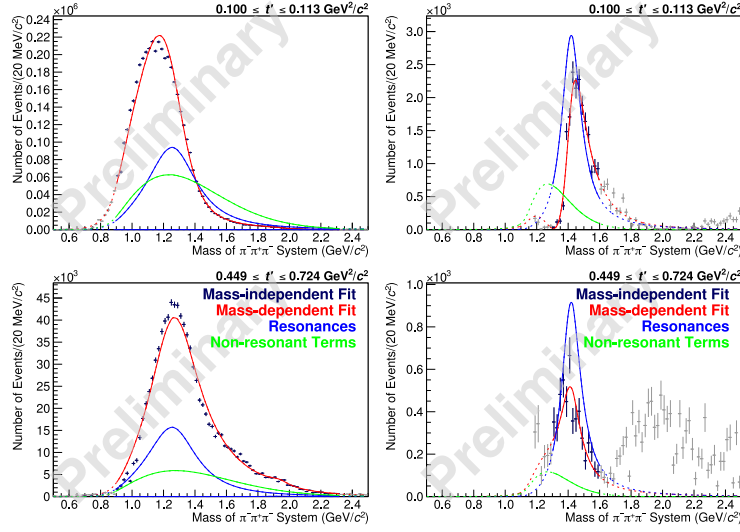 ×10⁶ 0.100 ≤ t′ ≤ 0.113 GeV²/c²
Number of Events/(20 MeV/c²)
0.24
0.22
0.20
0.18
0.16
0.14
0.12
0.10
0.08
0.06
0.04
0.02
0.00
0.6 0.8 1.0 1.2 1.4 1.6 1.8 2.0 2.2 2.4
Mass of π⁻π⁺π⁻ System (GeV/c²)
Preliminary
×10³ 0.100 ≤ t′ ≤ 0.113 GeV²/c²
Number of Events/(20 MeV/c²)
3
2
1
0
0.6 0.8 1.0 1.2 1.4 1.6 1.8 2.0 2.2 2.4
Mass of π⁻π⁺π⁻ System (GeV/c²)
Preliminary
×10³ 0.449 ≤ t′ ≤ 0.724 GeV²/c²
Number of Events/(20 MeV/c²)
45
40
35
30
25
20
15
10
5
0
Mass-independent Fit
Mass-dependent Fit
Resonances
Non-resonant Terms
0.6 0.8 1.0 1.2 1.4 1.6 1.8 2.0 2.2 2.4
Mass of π⁻π⁺π⁻ System (GeV/c²)
Preliminary
×10³ 0.449 ≤ t′ ≤ 0.724 GeV²/c²
Number of Events/(20 MeV/c²)
1.0
0.8
0.6
0.4
0.2
0.0
Mass-independent Fit
Mass-dependent Fit
Resonances
Non-resonant Terms
0.6 0.8 1.0 1.2 1.4 1.6 1.8 2.0 2.2 2.4
Mass of π⁻π⁺π⁻ System (GeV/c²)
Preliminary